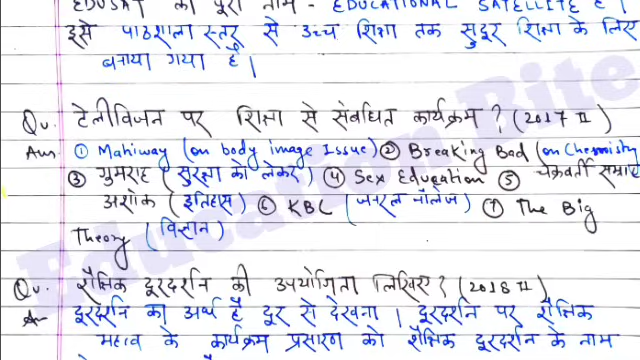 EDUSAT का पूरा नाम - EDUCATIONAL SATELLITE है।
इसे पाठशाला स्तर से उच्च शिक्षा तक सुदूर शिक्षा के लिए
बनाया गया है।
Qu. टेलीविजन पर शिक्षा से संबधित कार्यक्रम? (2017 II)
Ans ① Mahiway (on body image Issue) ② Breaking Bad (on Chemistry
③ गुमराह (सुरक्षा को लेकर) ④ Sex Education ⑤ चक्रवर्ती सम्राट
अशोक (इतिहास) ⑥ KBC (जनरल नॉलेज) ⑦ The Big
Theory (विज्ञान)
Qu. शैक्षिक दूरदर्शन की उपयोगिता लिखिए? (2018 II)
A दूरदर्शन का अर्थ है दूर से देखना। दूरदर्शन पर शैक्षिक
महत्व के कार्यक्रम प्रसारण को शैक्षिक दूरदर्शन के नाम
Education Bite